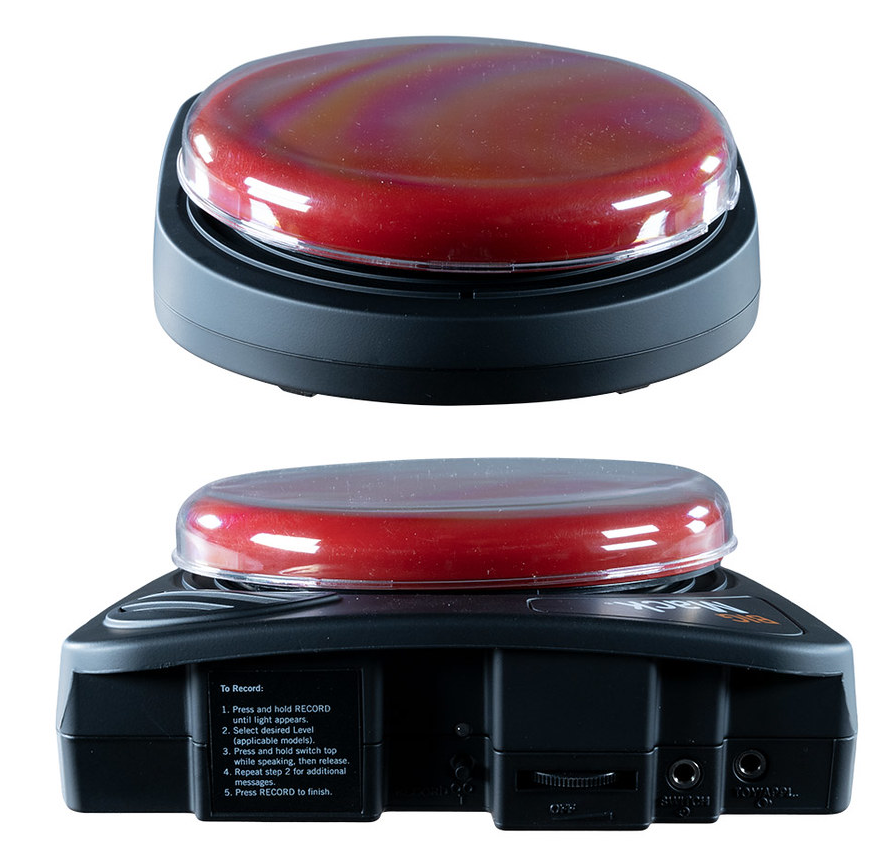 BIG
Mack.
To Record:
1. Press and hold RECORD
until light appears.
2. Select desired Level
(applicable models).
3. Press and hold switch top
while speaking, then release.
4. Repeat step 2 for additional
messages.
5. Press RECORD to finish.
OFF
SWITCH
TOY/APPL.